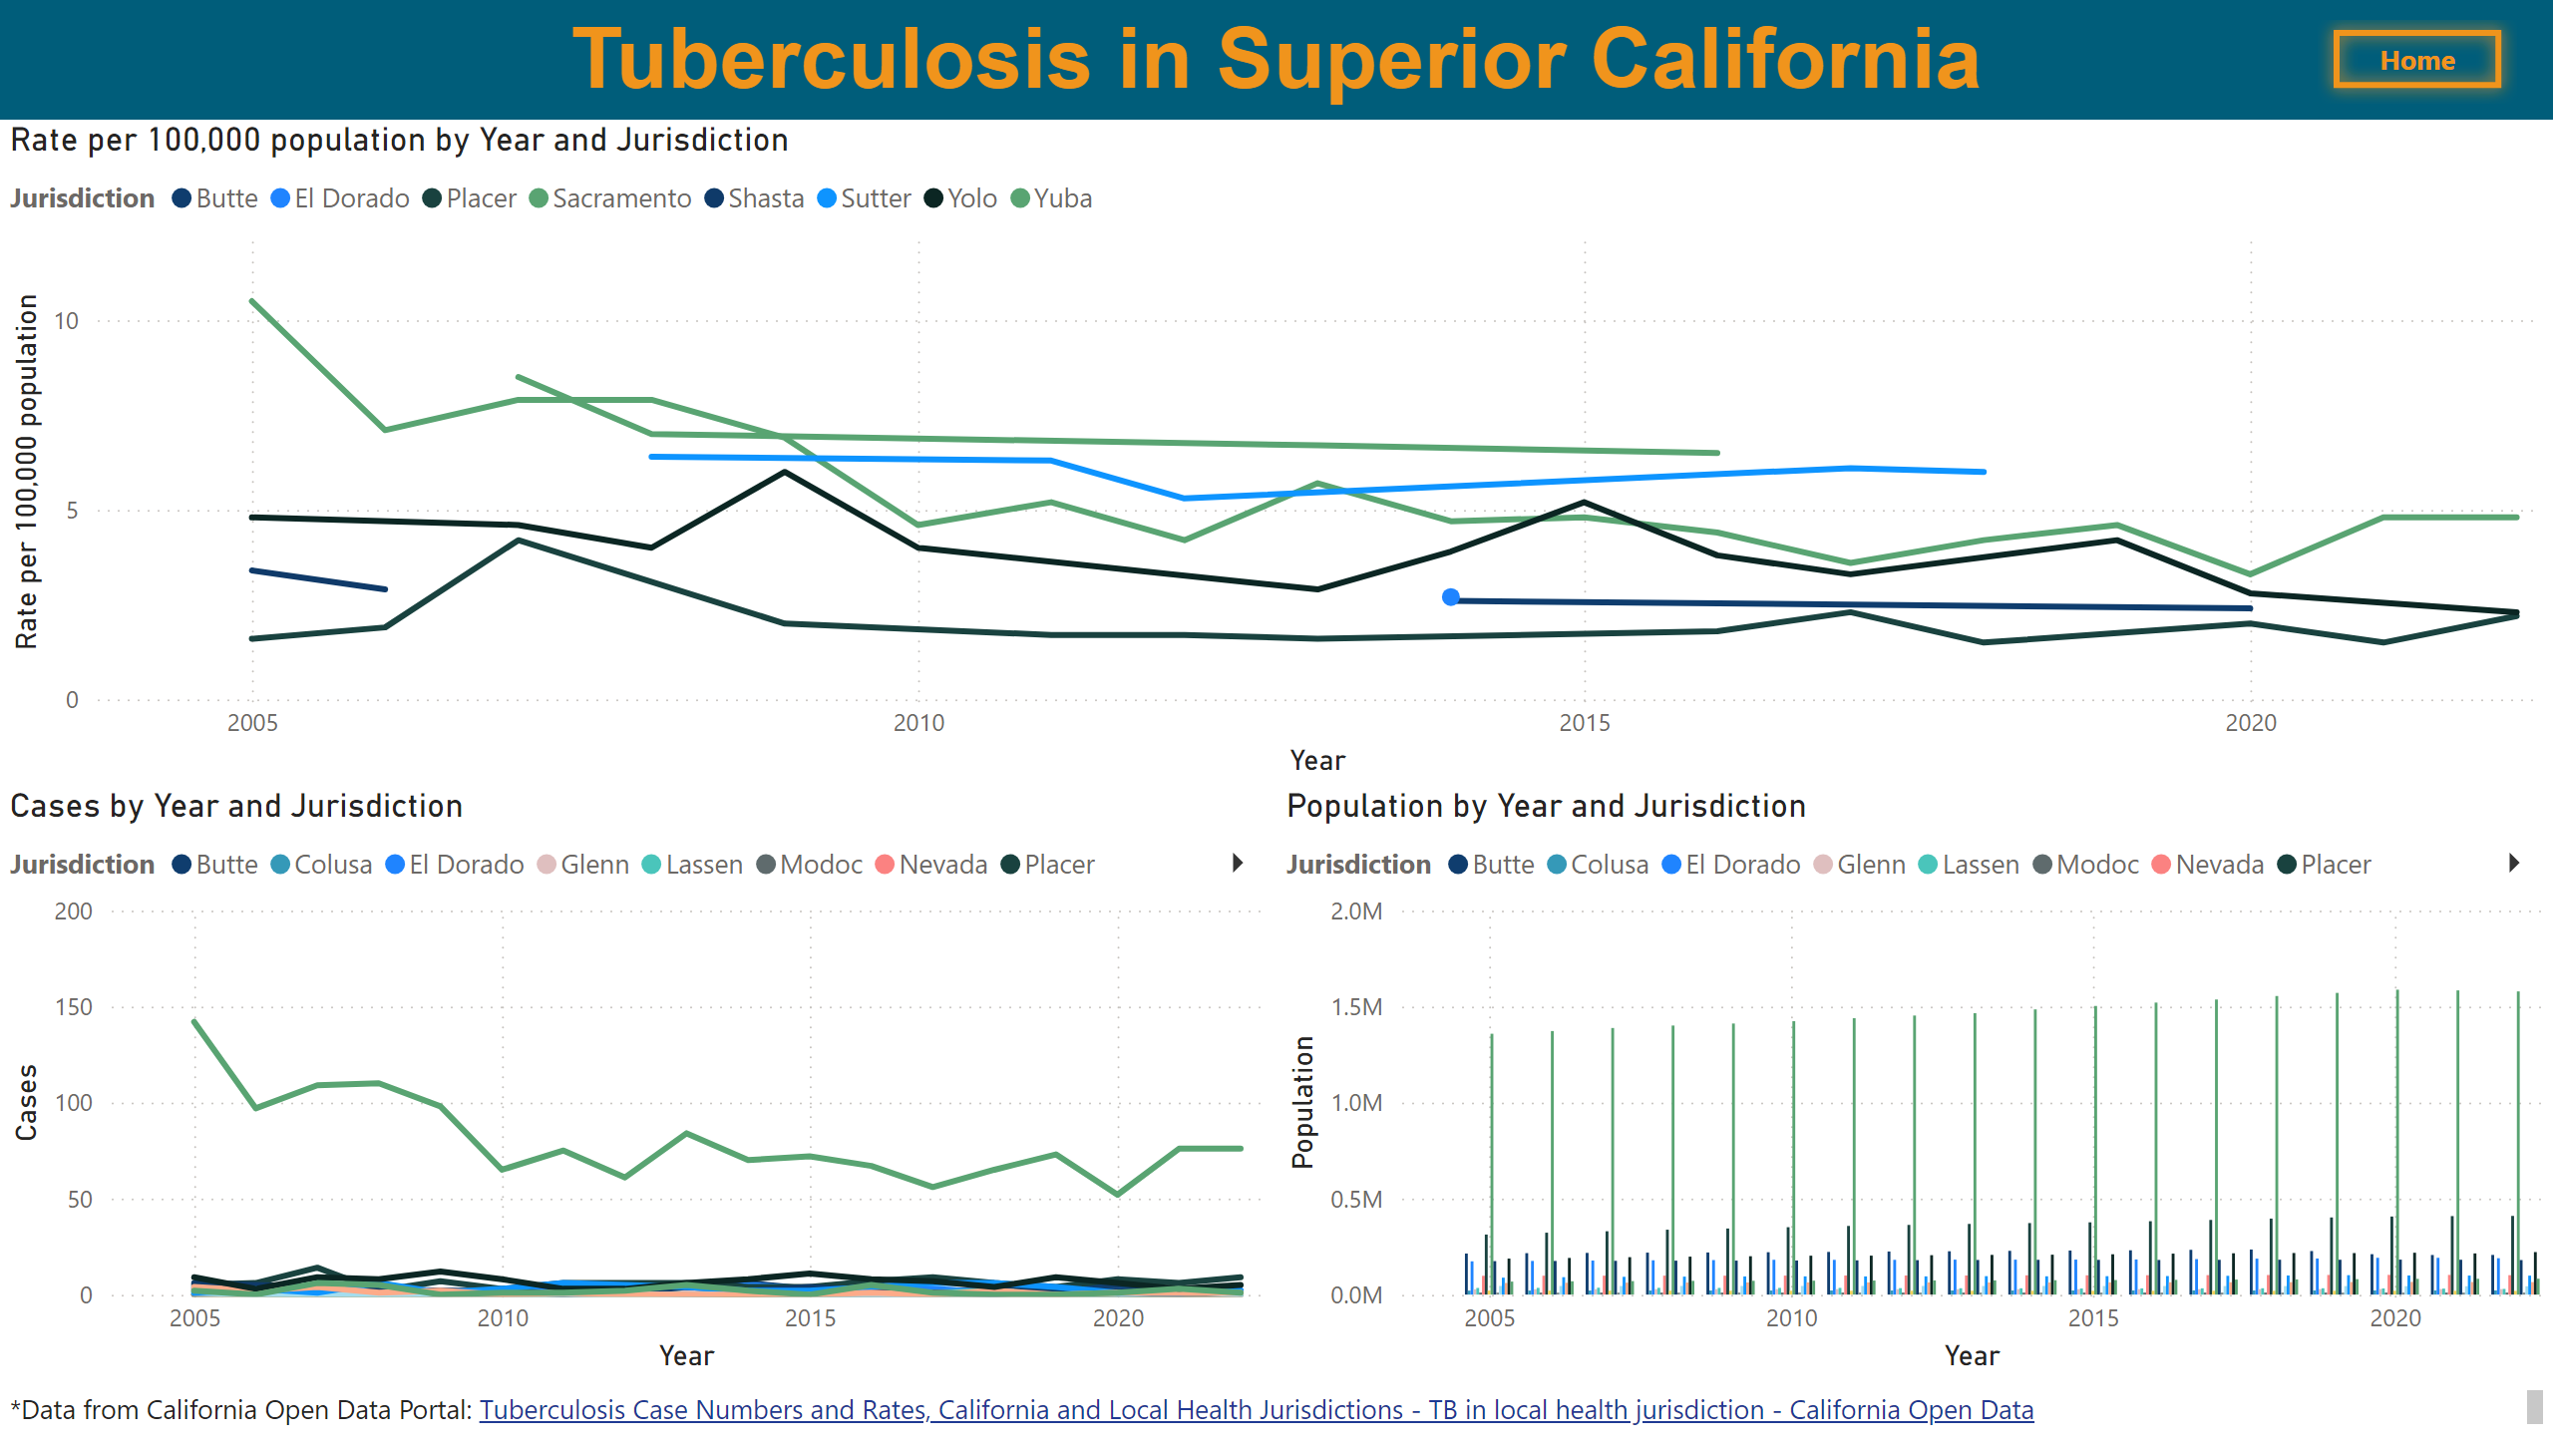 Tuberculosis in Superior California
Home
Rate per 100,000 population by Year and Jurisdiction
Jurisdiction Butte El Dorado Placer Sacramento Shasta Sutter Yolo Yuba
Rate per 100,000 population
10
5
0
2005 2010 2015 2020
Year
Cases by Year and Jurisdiction
Jurisdiction Butte Colusa El Dorado Glenn Lassen Modoc Nevada Placer
Cases
200
150
100
50
0
2005 2010 2015 2020
Year
Population by Year and Jurisdiction
Jurisdiction Butte Colusa El Dorado Glenn Lassen Modoc Nevada Placer
Population
2.0M
1.5M
1.0M
0.5M
0.0M
2005 2010 2015 2020
Year
*Data from California Open Data Portal: Tuberculosis Case Numbers and Rates, California and Local Health Jurisdictions - TB in local health jurisdiction - California Open Data